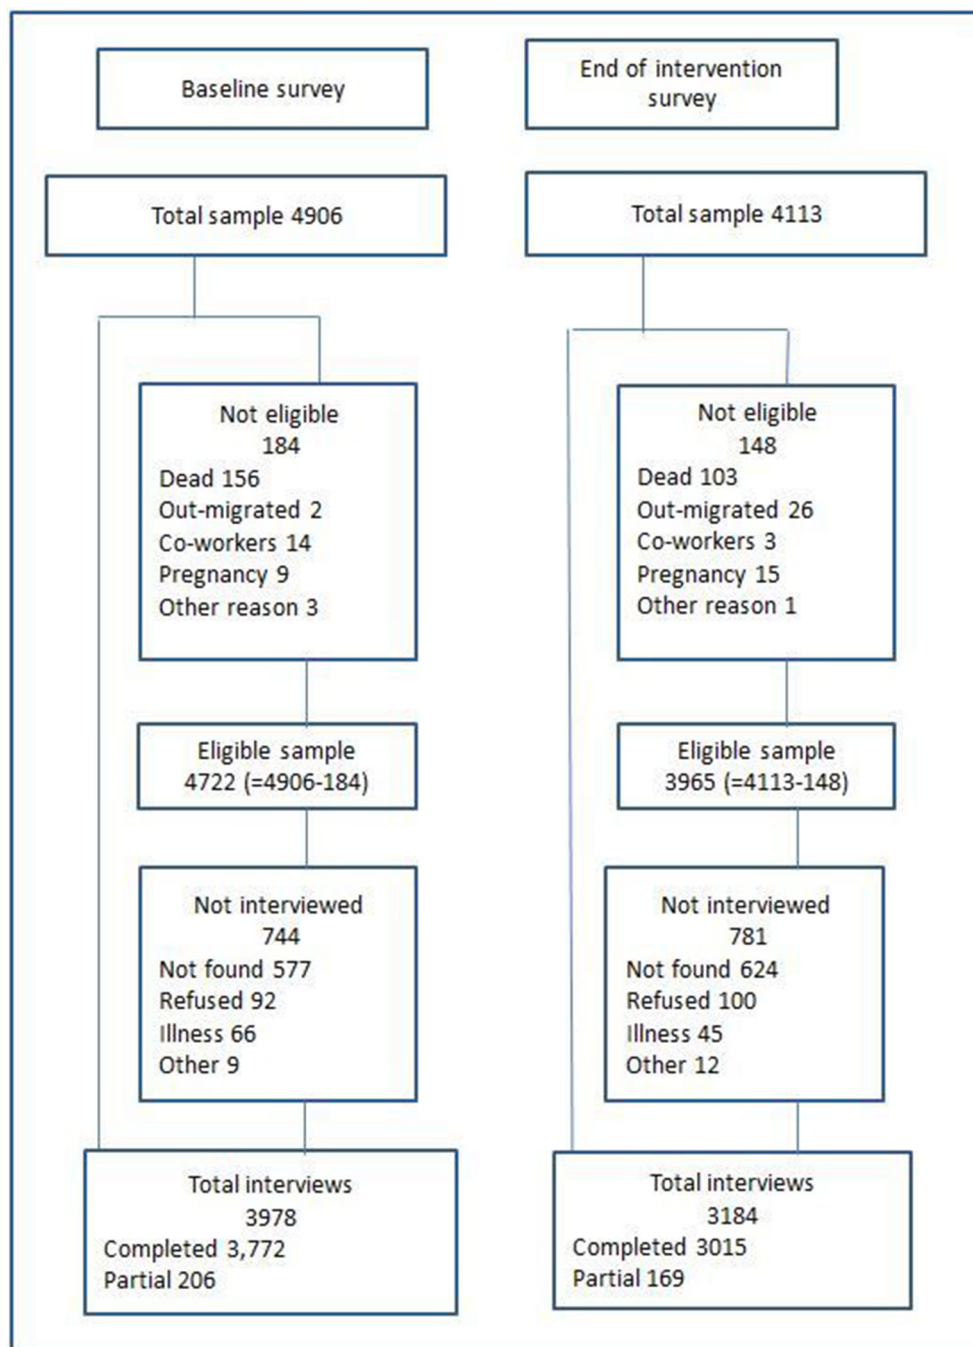 Baseline survey
Total sample 4906
Not eligible
184
Dead 156
Out-migrated 2
Co-workers 14
Pregnancy 9
Other reason 3
Eligible sample
4722 (=4906-184)
Not interviewed
744
Not found 577
Refused 92
Illness 66
Other 9
Total interviews
3978
Completed 3,772
Partial 206
End of intervention
survey
Total sample 4113
Not eligible
148
Dead 103
Out-migrated 26
Co-workers 3
Pregnancy 15
Other reason 1
Eligible sample
3965 (=4113-148)
Not interviewed
781
Not found 624
Refused 100
Illness 45
Other 12
Total interviews
3184
Completed 3015
Partial 169